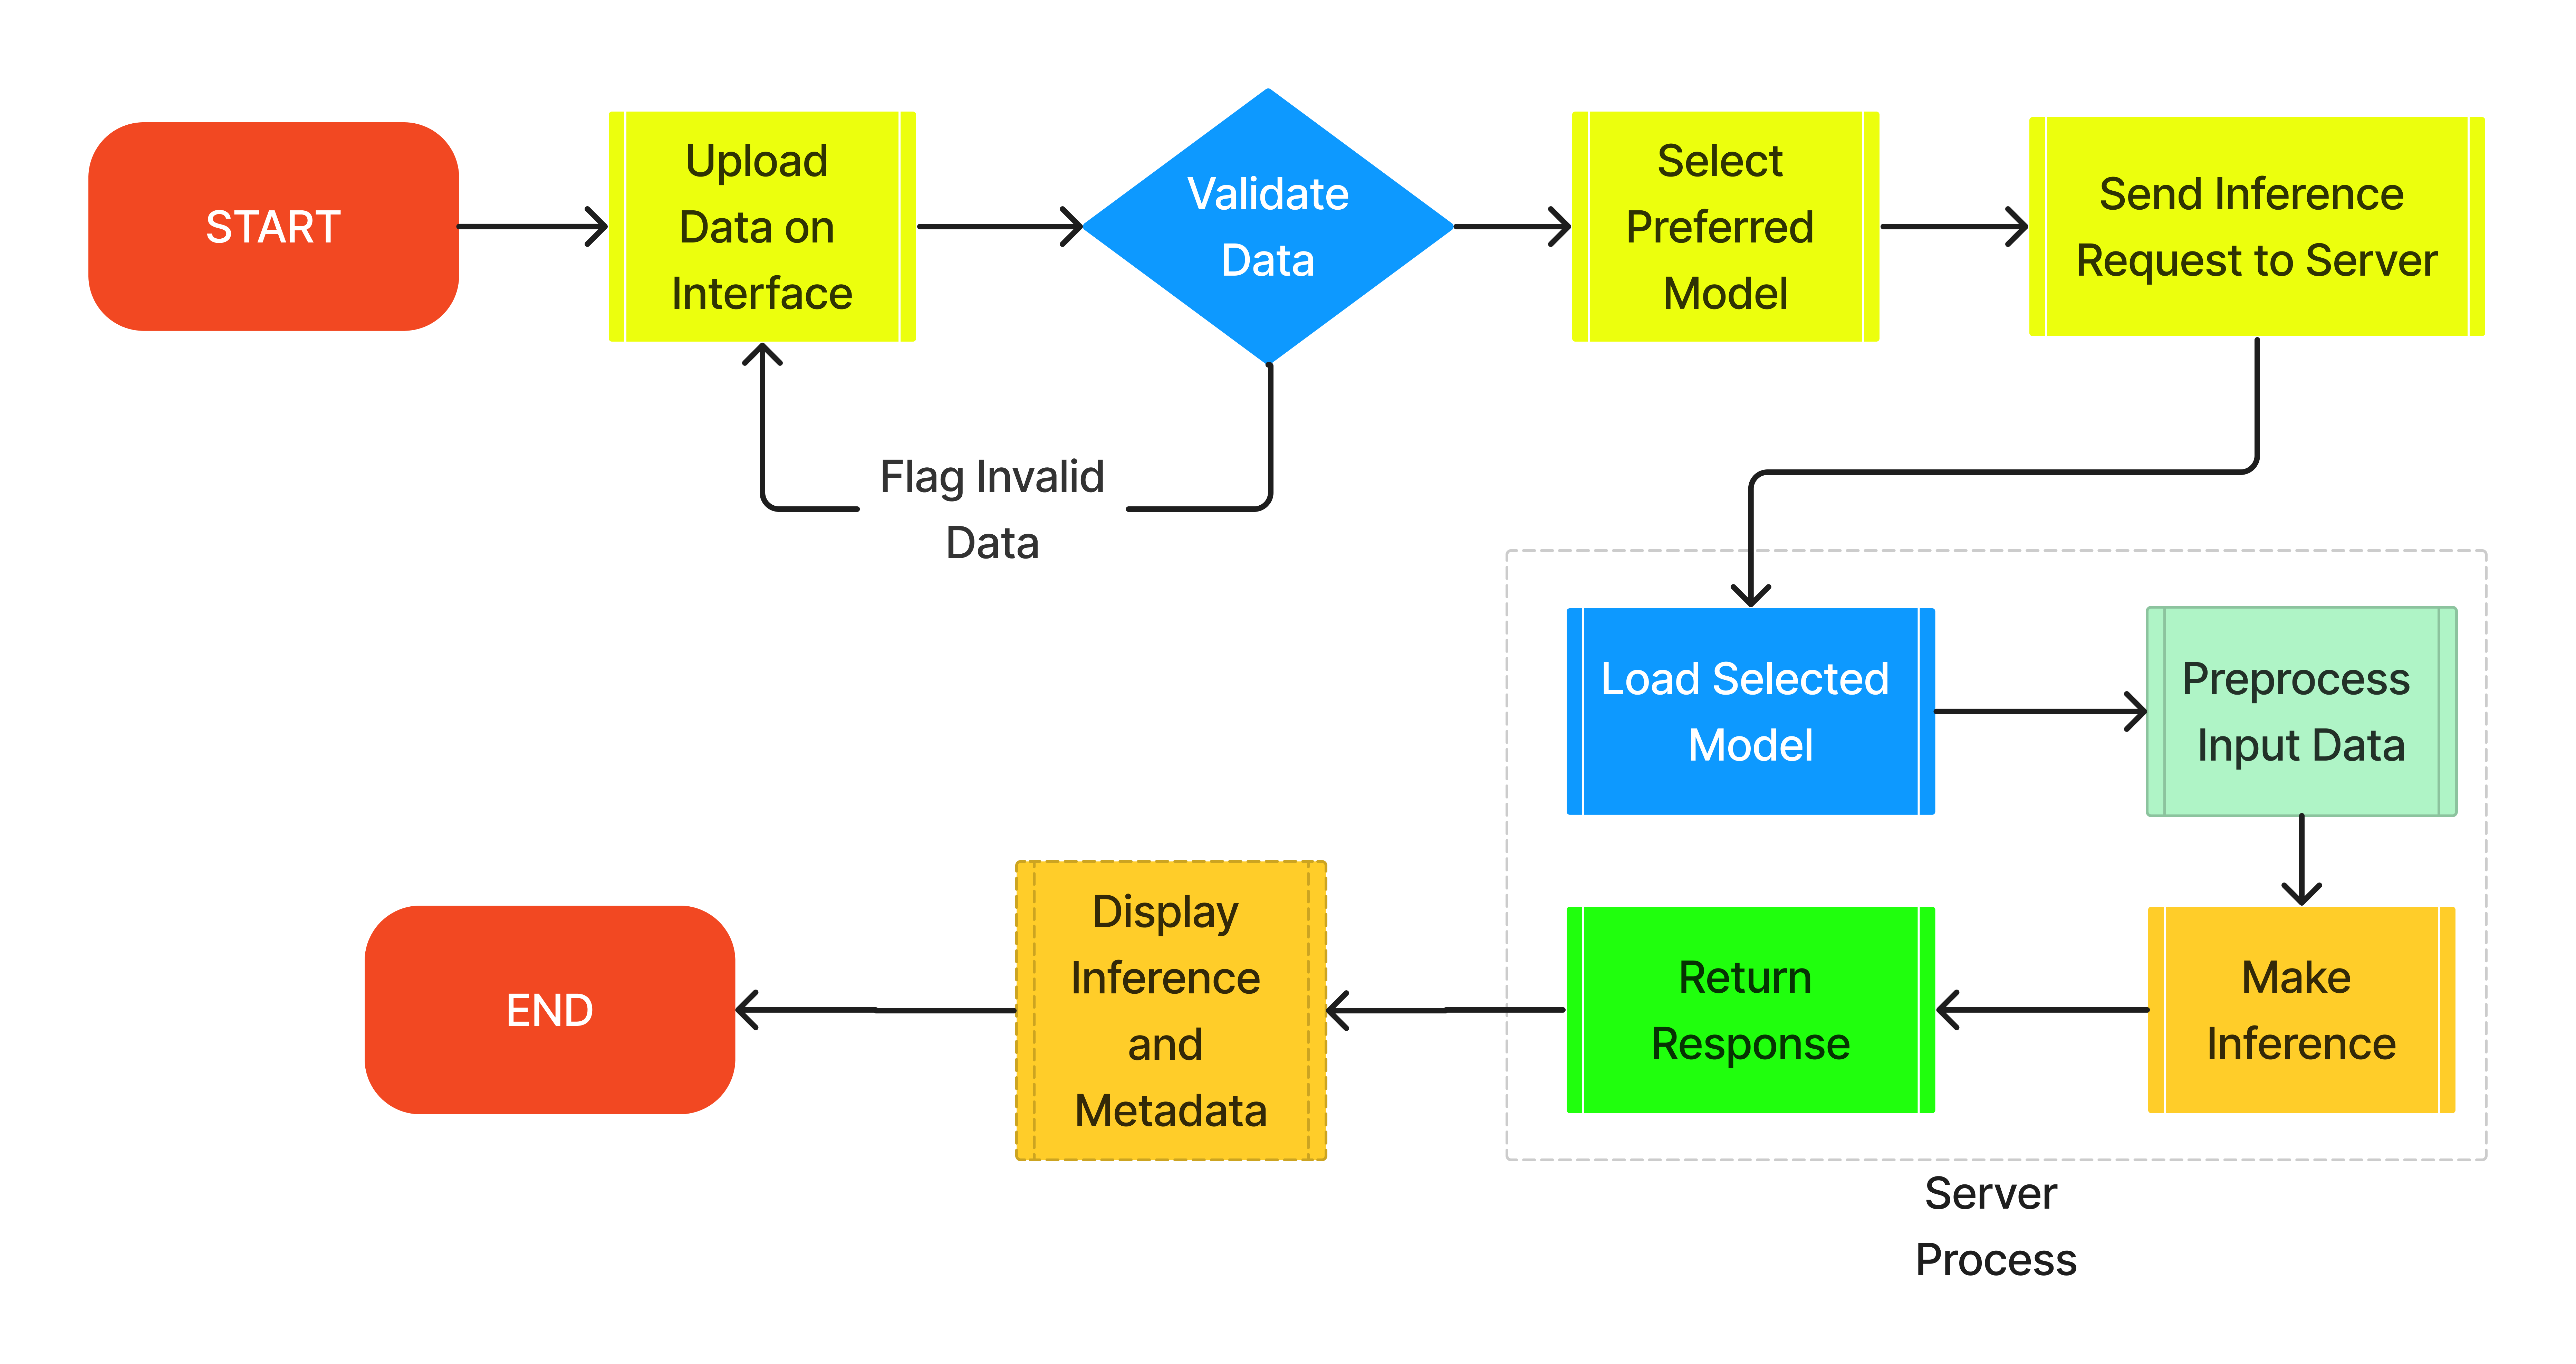 START
Upload
Data on
Interface
Validate
Data
Select
Preferred
Model
Send Inference
Request to Server
Flag Invalid
Data
Load Selected
Model
Preprocess
Input Data
Make
Inference
Return
Response
Display
Inference
and
Metadata
END
Server
Process